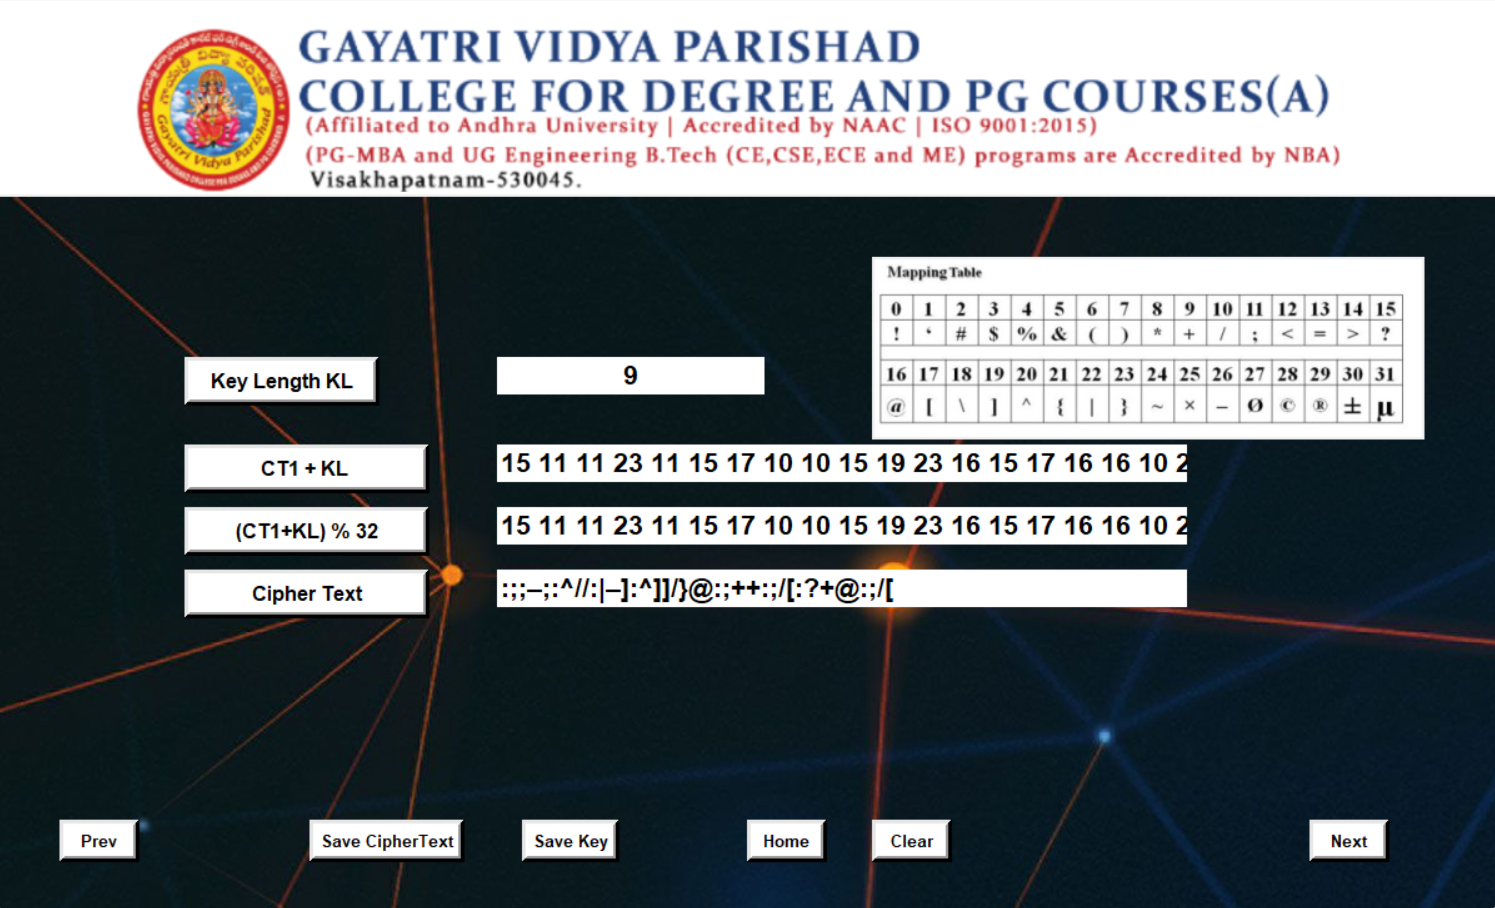 GAYATRI VIDYA PARISHAD
COLLEGE FOR DEGREE AND PG COURSES(A)
(Affiliated to Andhra University | Accredited by NAAC | ISO 9001:2015)
(PG-MBA and UG Engineering B.Tech (CE,CSE,ECE and ME) programs are Accredited by NBA)
Visakhapatnam-530045.
Gayatri Vidya Parishad
Mapping Table
0 1 2 3 4 5 6 7 8 9 10 11 12 13 14 15
! ‘ # $ % & ( ) * + / ; < = > ?
16 17 18 19 20 21 22 23 24 25 26 27 28 29 30 31
@ [ \ ] ^ { | } ~ × – Ø © ® ± µ
Key Length KL
9
CT1 + KL
15 11 11 23 11 15 17 10 10 15 19 23 16 15 17 16 16 10 2
(CT1+KL) % 32
15 11 11 23 11 15 17 10 10 15 19 23 16 15 17 16 16 10 2
Cipher Text
:;;–;:^//:|–]:^]]/}@:;++:;/[:?+@:;/[
Prev
Save CipherText
Save Key
Home
Clear
Next